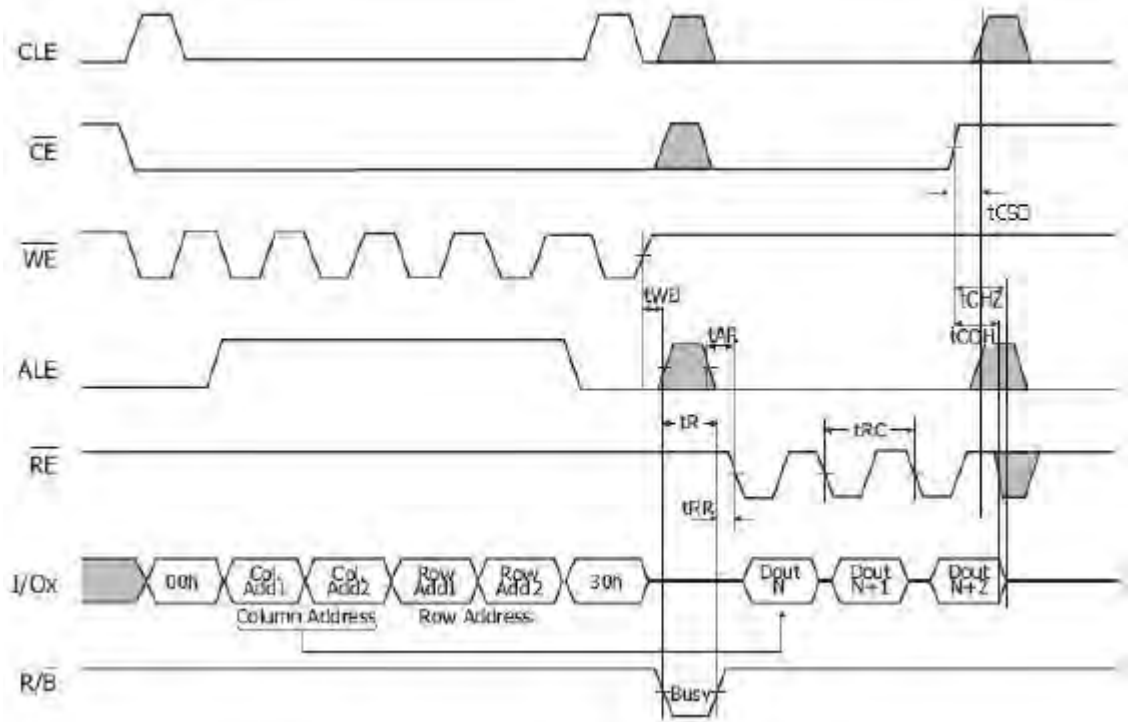 CLE
CE
tCSD
WE
tWB
tCHZ
tAR
tCOH
ALE
tR
tRC
RE
tRR
I/Ox
00h
Col.
Add1
Col.
Add2
Row
Add1
Row
Add2
30h
Dout
N
Dout
N+1
Dout
N+2
Column Address
Row Address
R/B
Busy